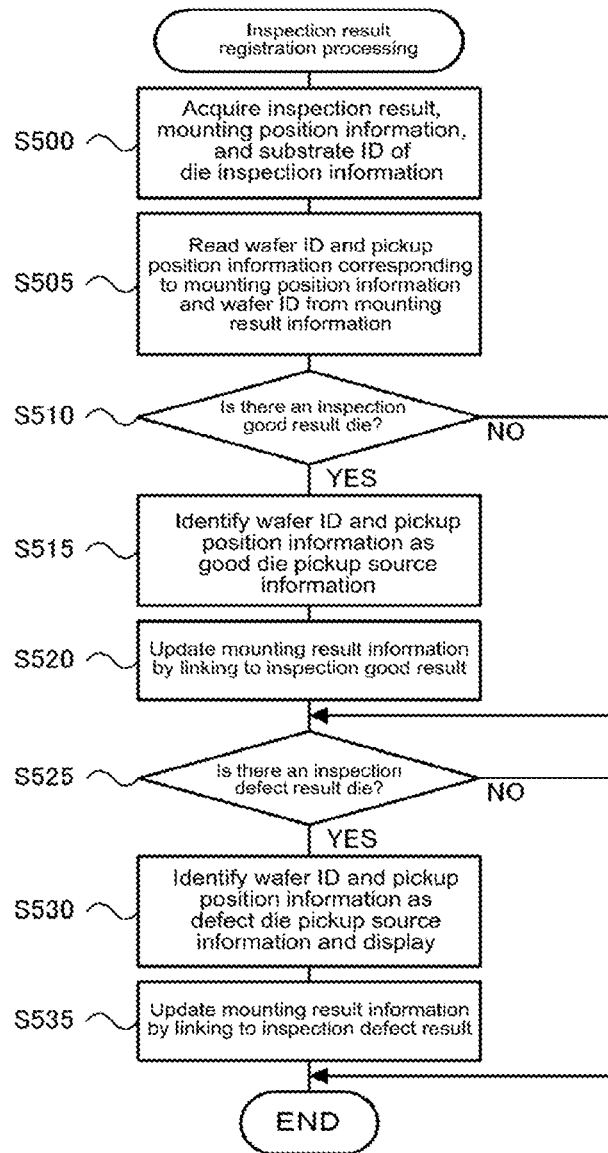 Inspection result
registration processing
S500
Acquire inspection result,
mounting position information,
and substrate ID of
die inspection information
S505
Read wafer ID and pickup
position information corresponding
to mounting position information
and wafer ID from mounting
result information
S510
Is there an inspection
good result die?
NO
YES
S515
Identify wafer ID and pickup
position information as
good die pickup source
information
S520
Update mounting result information
by linking to inspection good result
S525
Is there an inspection
defect result die?
NO
YES
S530
Identify wafer ID and pickup
position information as
defect die pickup source
information and display
S535
Update mounting result information
by linking to inspection defect result
END